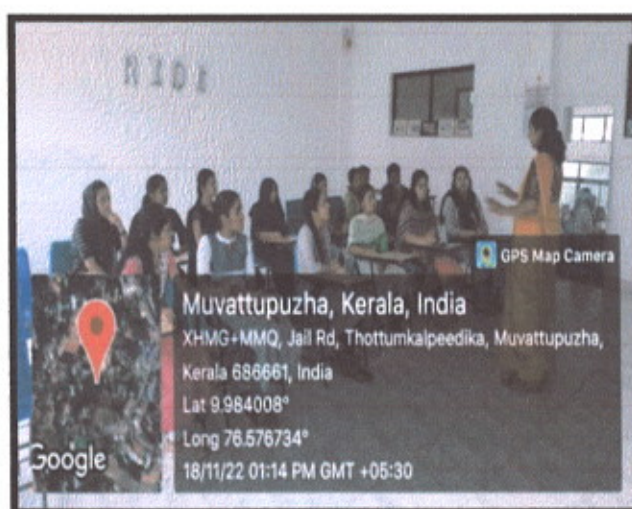 GPS Map Camera
Muvattupuzha, Kerala, India
XHMG+MMQ, Jail Rd, Thottumkalpeedika, Muvattupuzha,
Kerala 686661, India
Lat 9.984008°
Long 76.576734°
18/11/22 01:14 PM GMT +05:30
Google